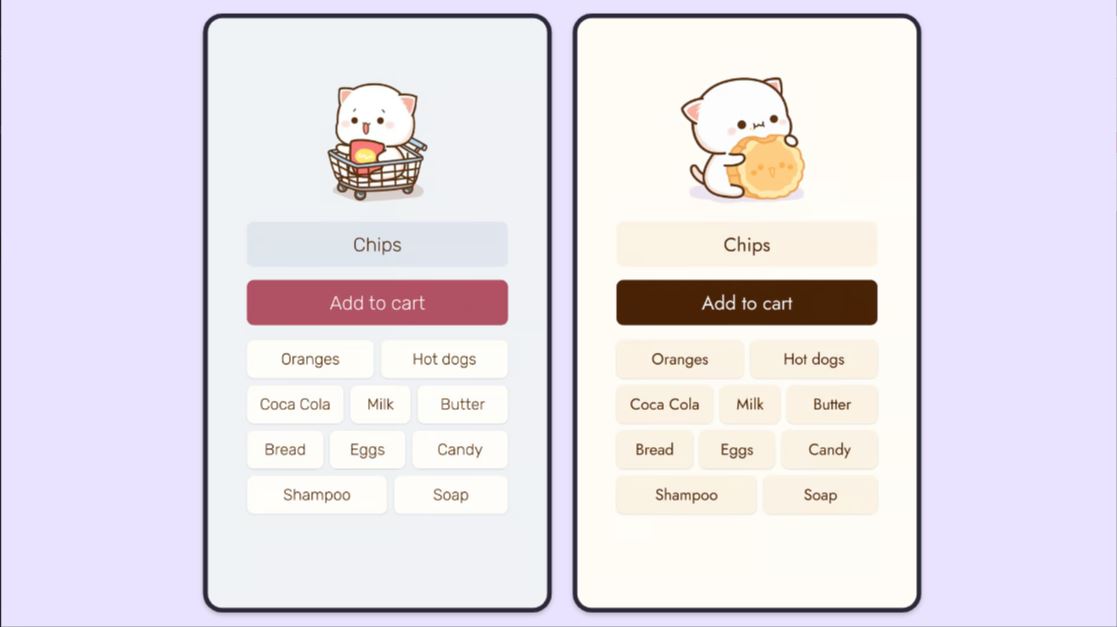 Chips
Add to cart
Oranges Hot dogs
Coca Cola Milk Butter
Bread Eggs Candy
Shampoo Soap
Chips
Add to cart
Oranges Hot dogs
Coca Cola Milk Butter
Bread Eggs Candy
Shampoo Soap